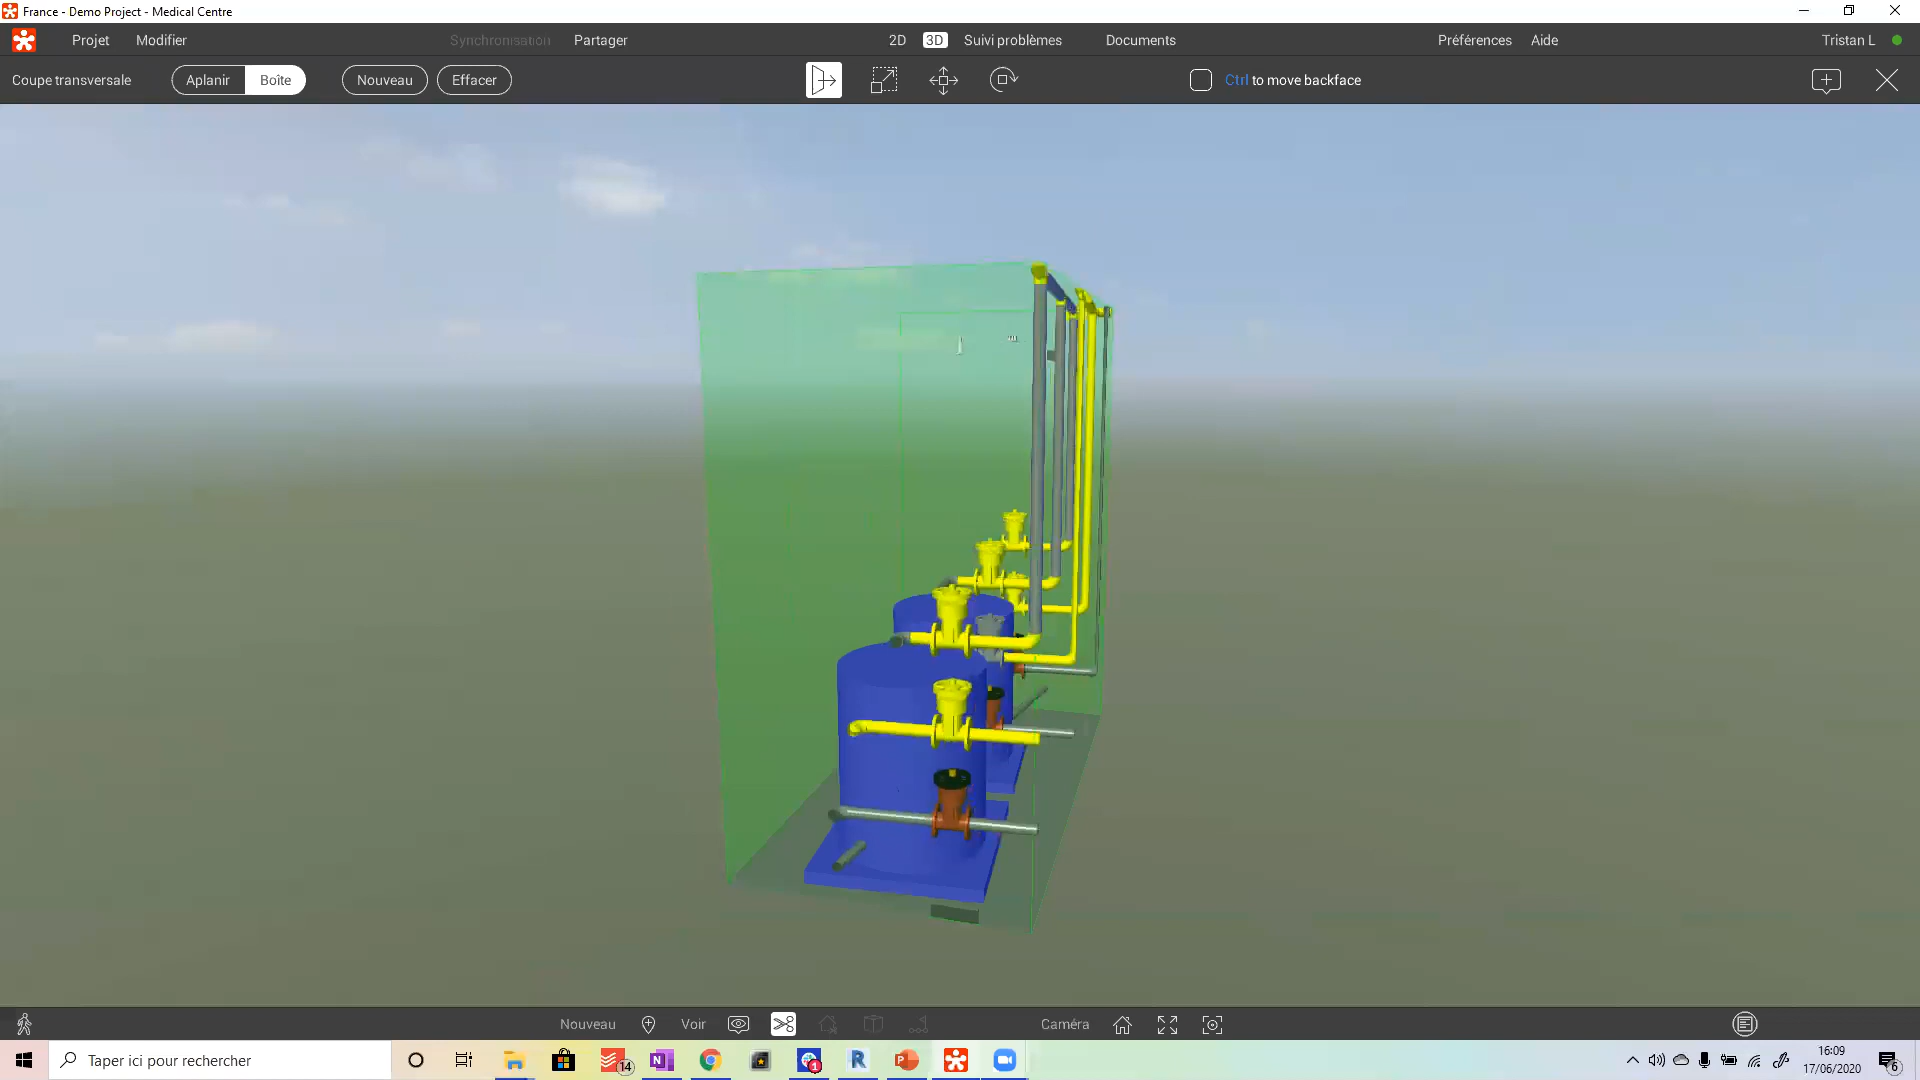 France - Demo Project - Medical Centre
Projet Modifier Synchronisation Partager 2D 3D Suivi problèmes Documents Préférences Aide Tristan L
Coupe transversale Aplanir Boîte Nouveau Effacer Ctrl to move backface
Nouveau Voir Caméra
Taper ici pour rechercher
14
1
16:09
17/06/2020
6